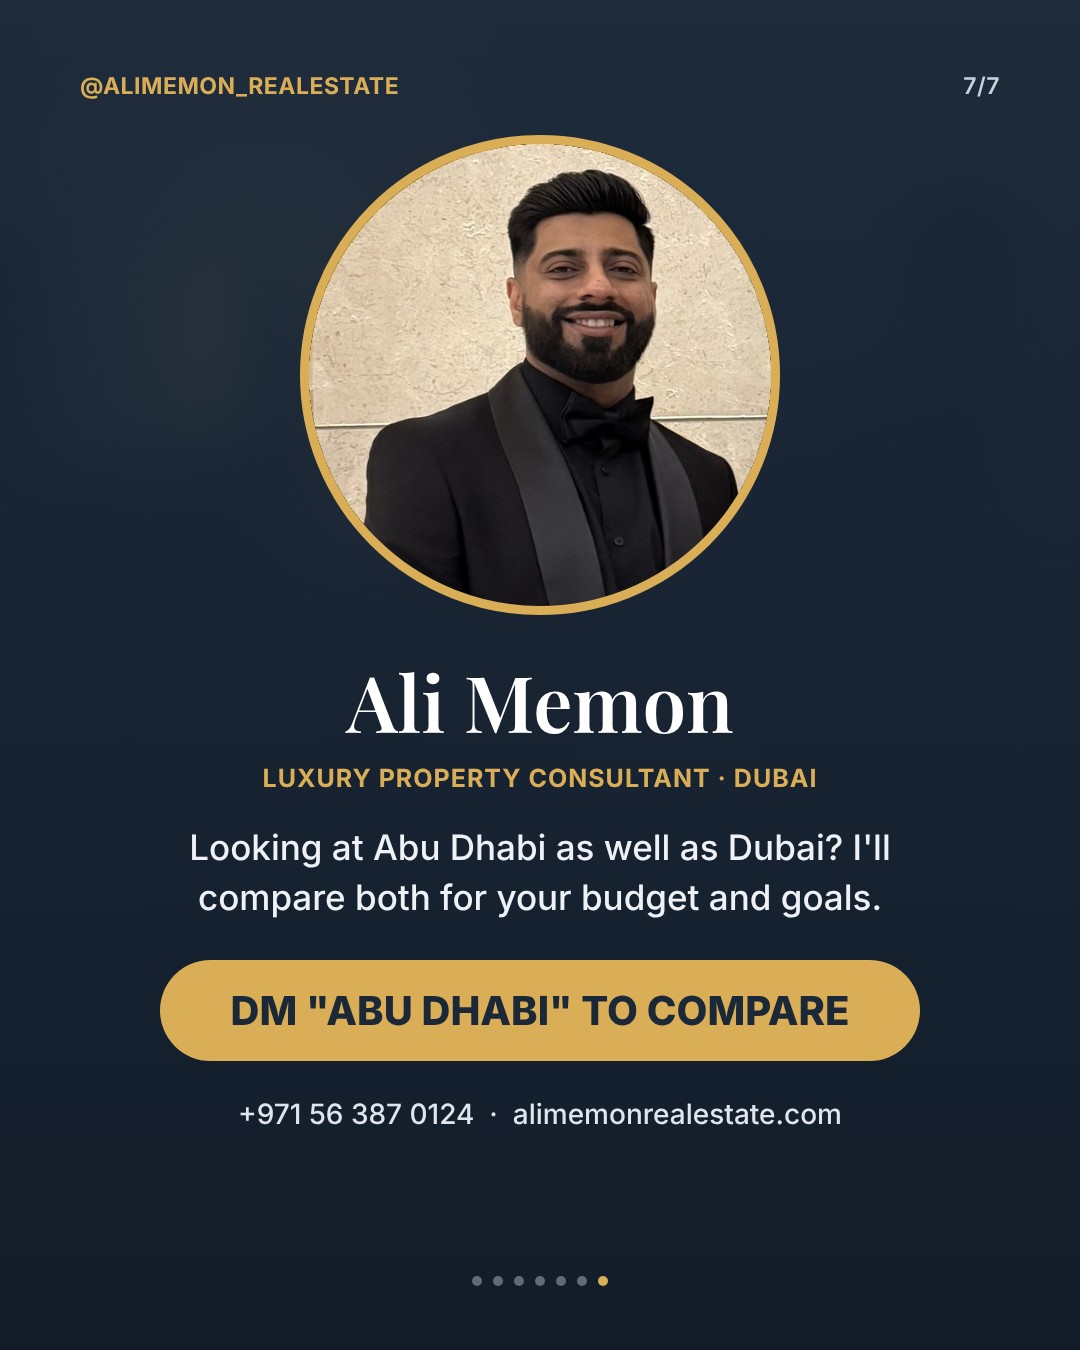 @ALIMEMON_REALESTATE
7/7
Ali Memon
LUXURY PROPERTY CONSULTANT · DUBAI
Looking at Abu Dhabi as well as Dubai? I'll
compare both for your budget and goals.
DM "ABU DHABI" TO COMPARE
+971 56 387 0124 · alimemonrealestate.com